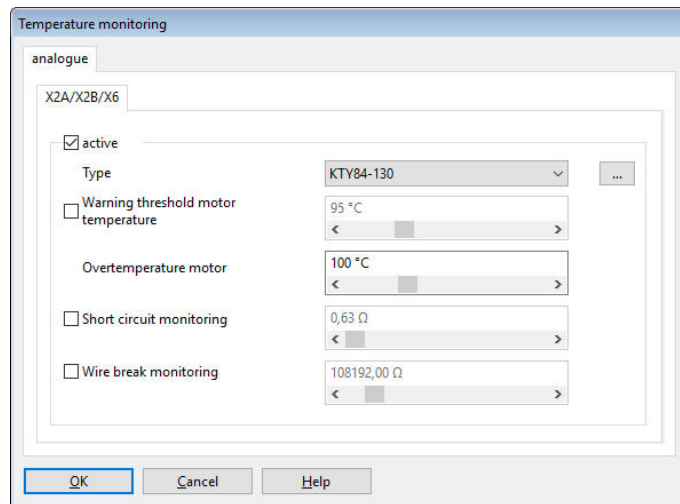 Temperature monitoring
analogue
X2A/X2B/X6
active
Type
KTY84-130
...
Warning threshold motor
temperature
95 °C
Overtemperature motor
100 °C
Short circuit monitoring
0,63 Ω
Wire break monitoring
108192,00 Ω
OK
Cancel
Help